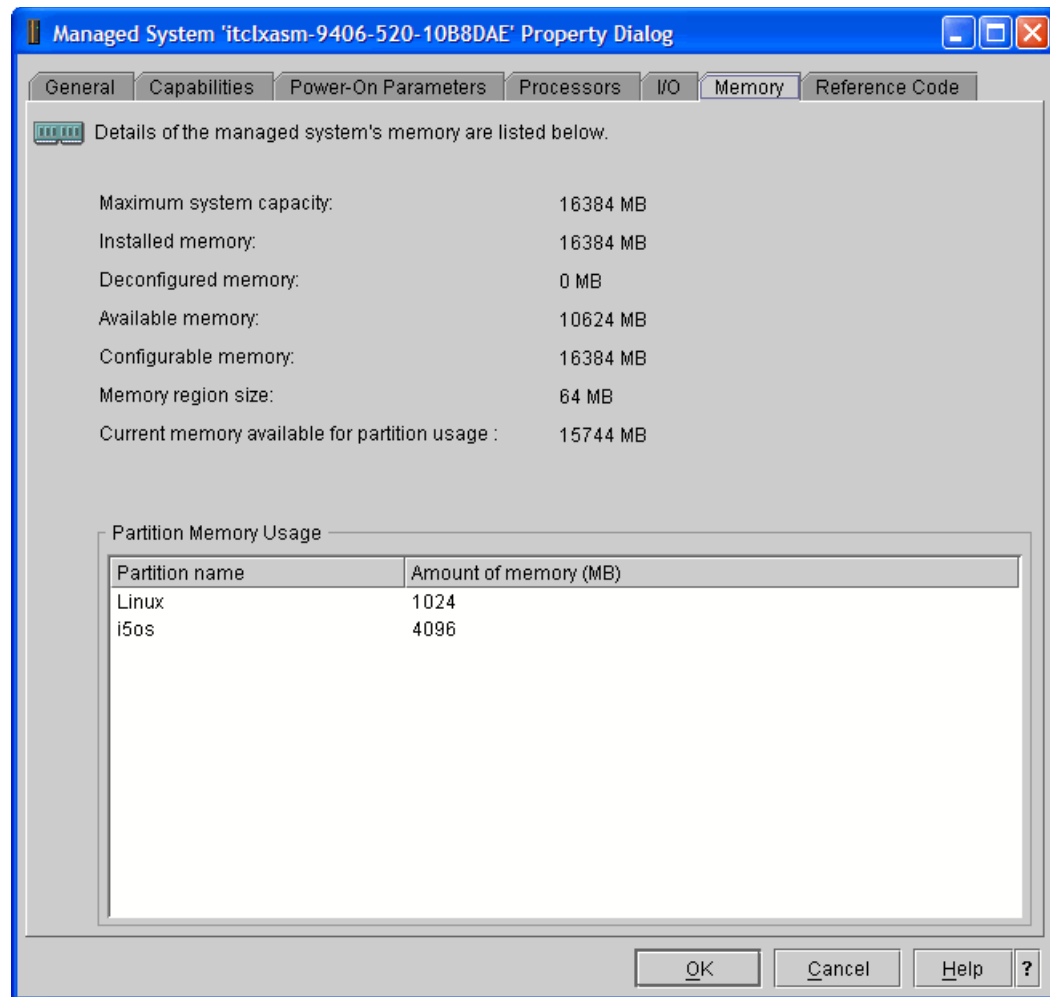 Managed System 'itclxasm-9406-520-10B8DAE' Property Dialog
General Capabilities Power-On Parameters Processors I/O Memory Reference Code
Details of the managed system's memory are listed below.
Maximum system capacity: 16384 MB
Installed memory: 16384 MB
Deconfigured memory: 0 MB
Available memory: 10624 MB
Configurable memory: 16384 MB
Memory region size: 64 MB
Current memory available for partition usage : 15744 MB
Partition Memory Usage
Partition name Amount of memory (MB)
Linux 1024
i5os 4096
OK Cancel Help ?